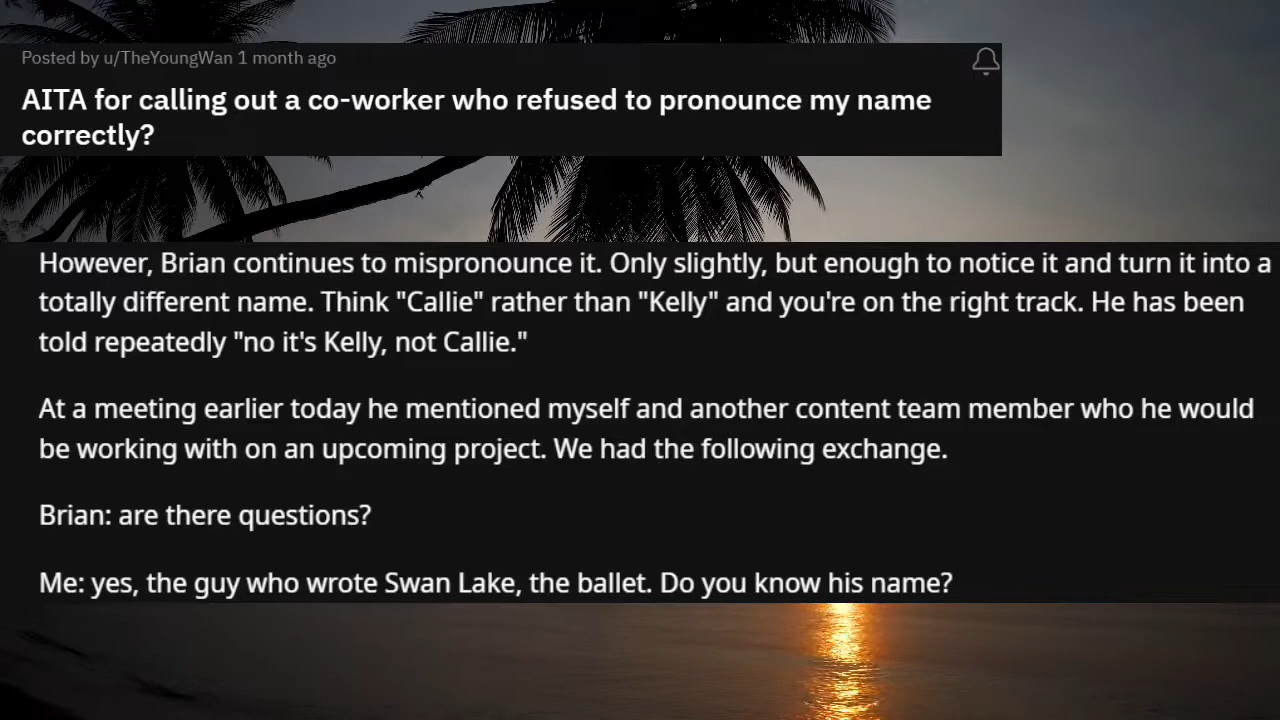 Posted by u/TheYoungWan 1 month ago
AITA for calling out a co-worker who refused to pronounce my name
correctly?
However, Brian continues to mispronounce it. Only slightly, but enough to notice it and turn it into a
totally different name. Think "Callie" rather than "Kelly" and you're on the right track. He has been
told repeatedly "no it's Kelly, not Callie."
At a meeting earlier today he mentioned myself and another content team member who he would
be working with on an upcoming project. We had the following exchange.
Brian: are there questions?
Me: yes, the guy who wrote Swan Lake, the ballet. Do you know his name?